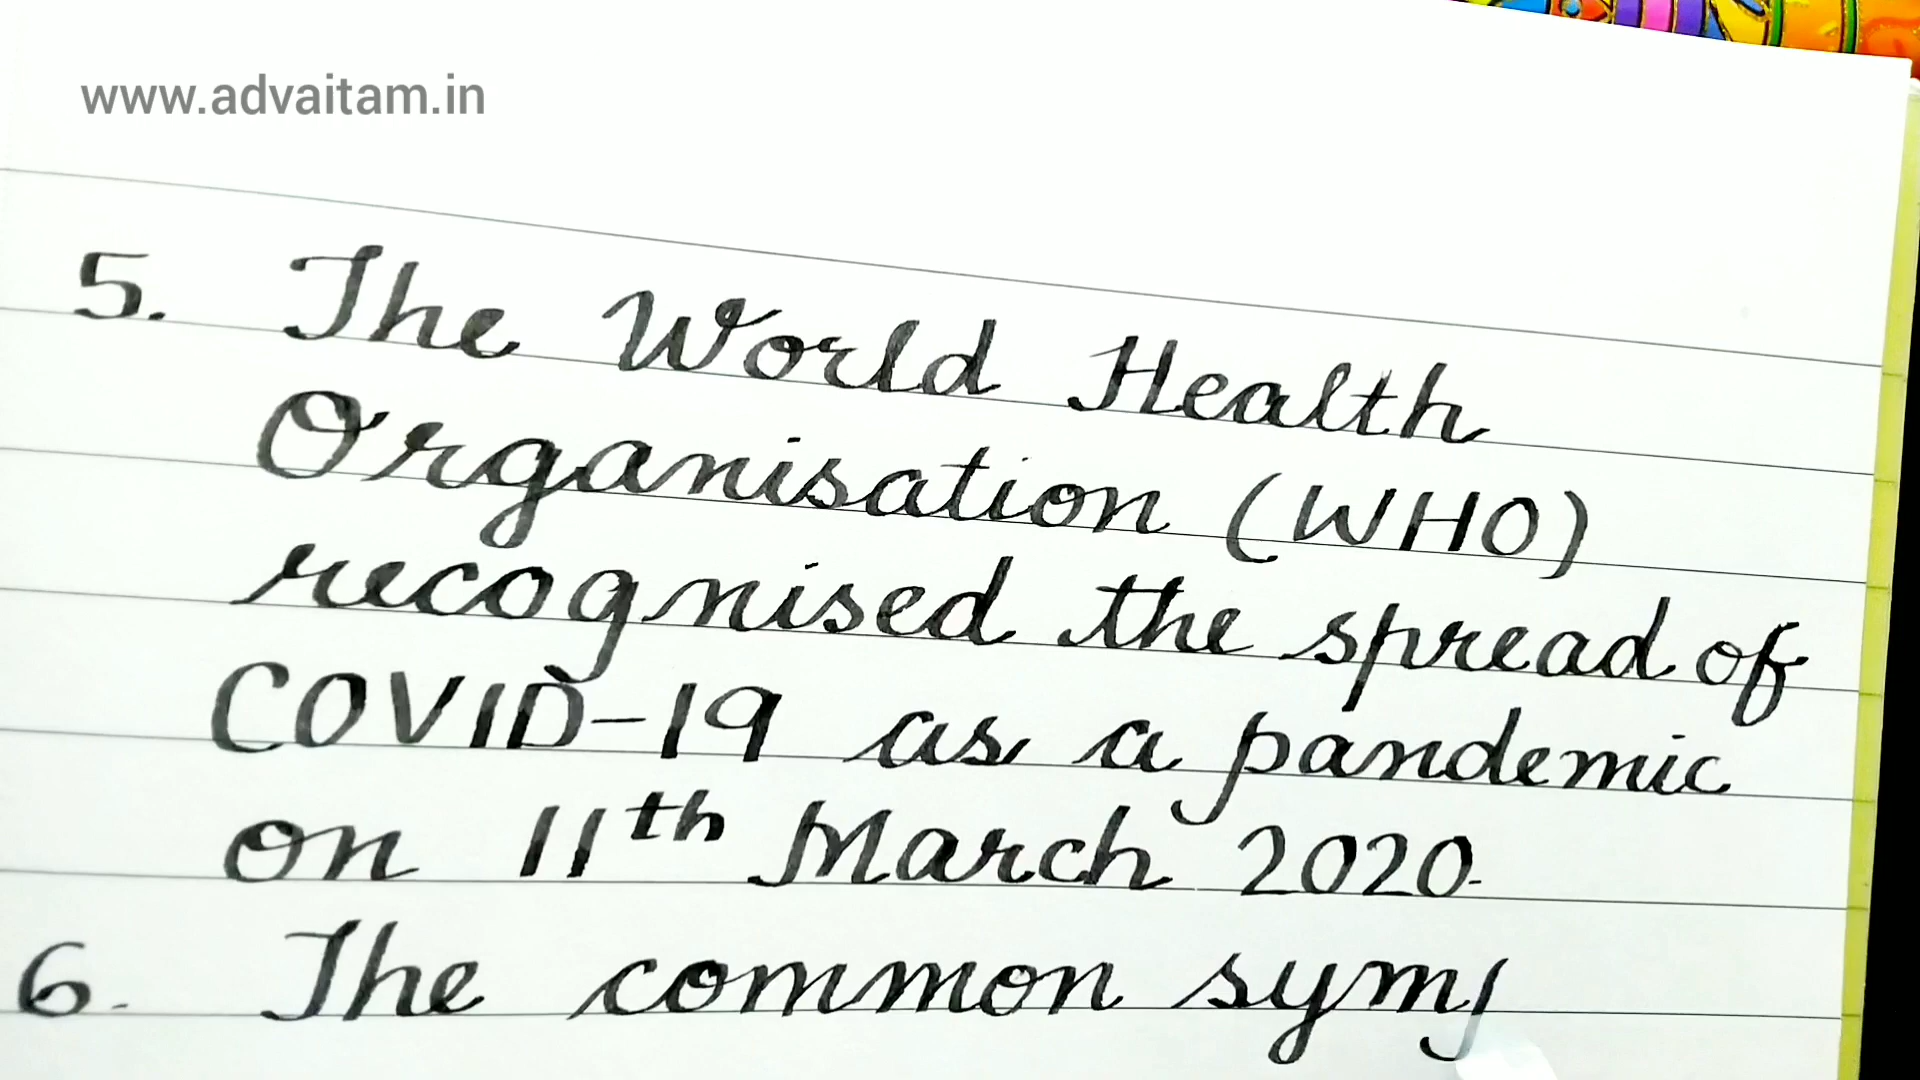 www.advaitam.in
5. The World Health
Organisation (WHO)
recognised the spread of
COVID-19 as a pandemic
on 11th March 2020.
6. The common